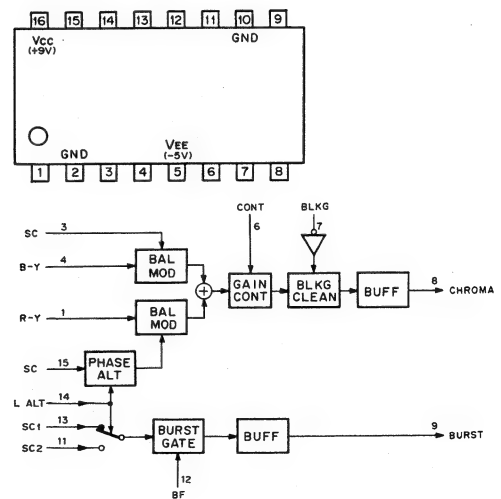 16 15 14 13 12 11 10 9
VCC GND
(+9V)
GND VEE
(-5V)
1 2 3 4 5 6 7 8
CONT BLKG
SC 3 6 7
B-Y 4 BAL MOD
R-Y 1 BAL MOD
+
GAIN CONT
BLKG CLEAN
BUFF 8 CHROMA
SC 15 PHASE ALT
L ALT 14
SC1 13
SC2 11
BURST GATE
BUFF 9 BURST
12
BF